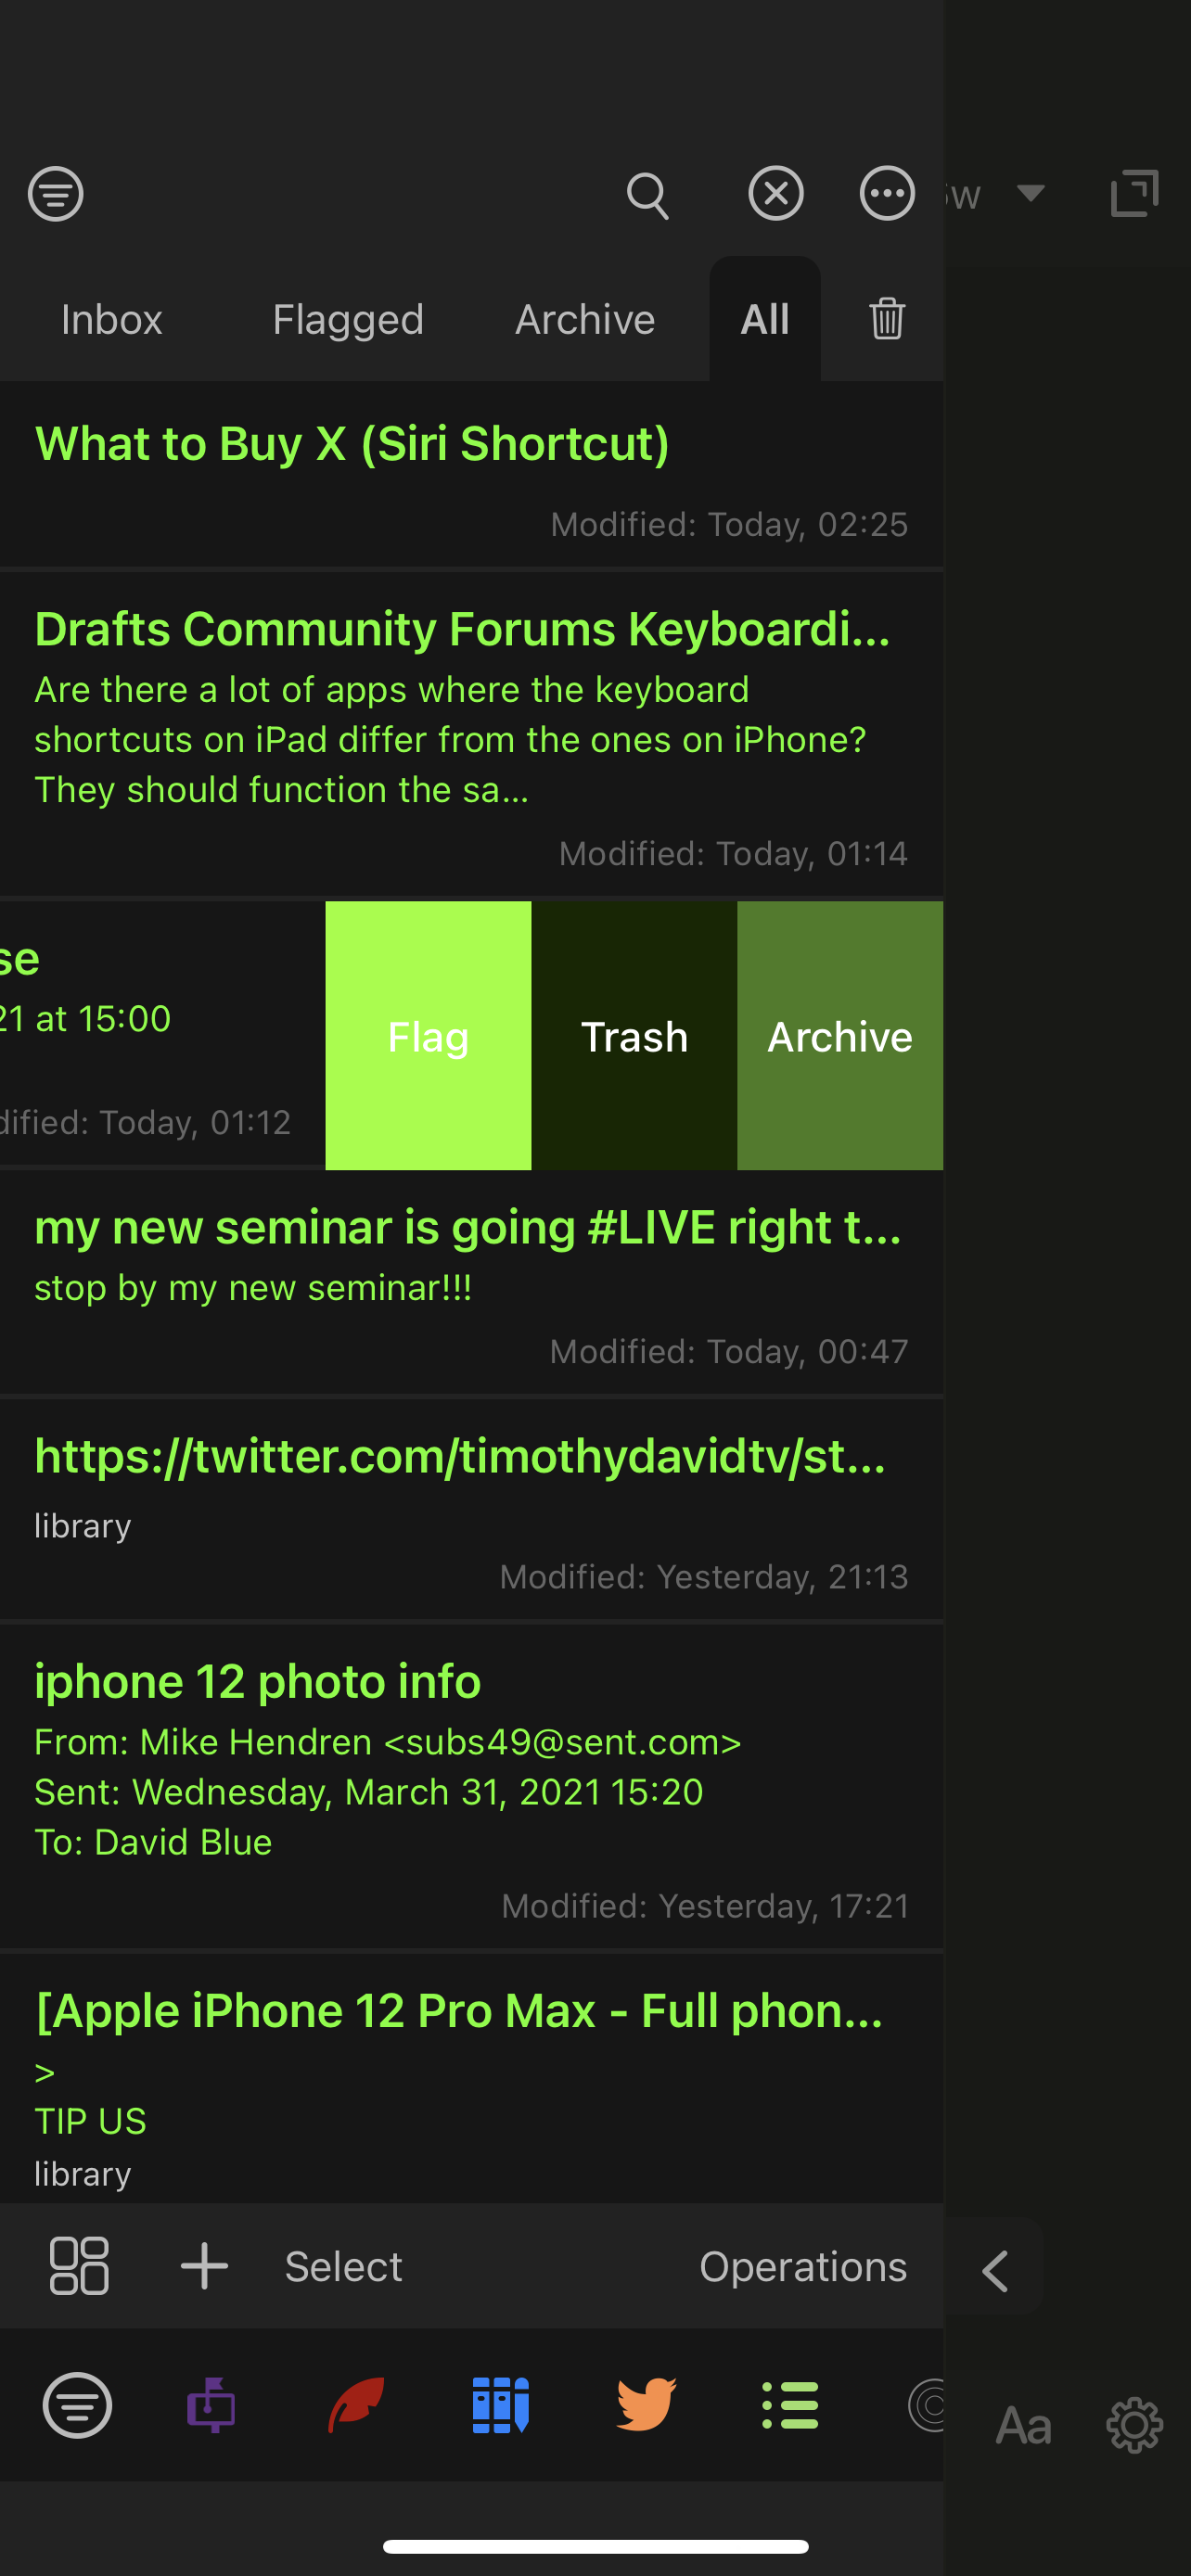 w
Inbox Flagged Archive All
What to Buy X (Siri Shortcut)
Modified: Today, 02:25
Drafts Community Forums Keyboardi...
Are there a lot of apps where the keyboard
shortcuts on iPad differ from the ones on iPhone?
They should function the sa...
Modified: Today, 01:14
se
21 at 15:00
dified: Today, 01:12
Flag Trash Archive
my new seminar is going #LIVE right t...
stop by my new seminar!!!
Modified: Today, 00:47
https://twitter.com/timothydavidtv/st...
library
Modified: Yesterday, 21:13
iphone 12 photo info
From: Mike Hendren <subs49@sent.com>
Sent: Wednesday, March 31, 2021 15:20
To: David Blue
Modified: Yesterday, 17:21
[Apple iPhone 12 Pro Max - Full phon...
>
TIP US
library
Select Operations
Aa